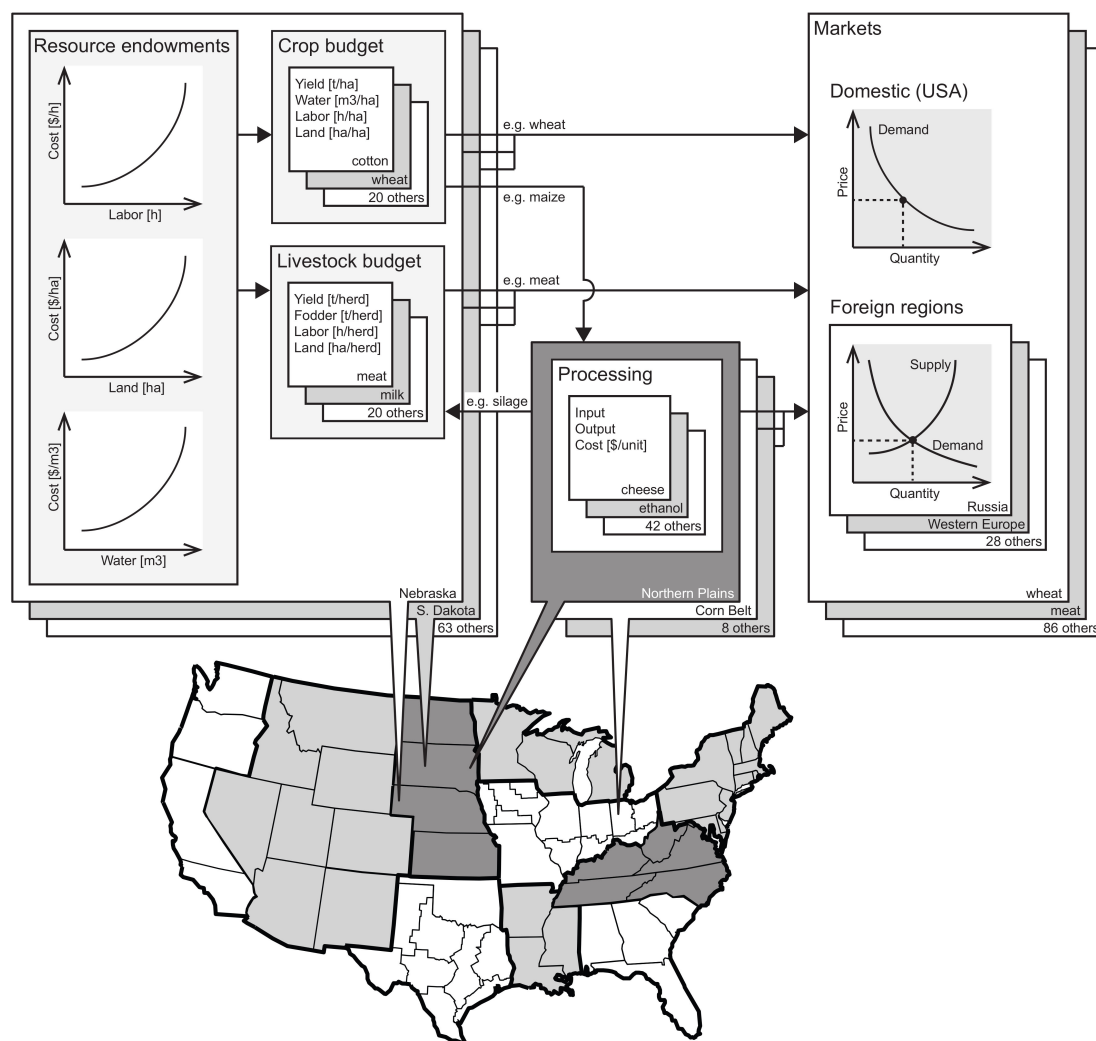 Resource endowments
Cost [$/h]
Labor [h]
Cost [$/ha]
Land [ha]
Cost [$/m3]
Water [m3]
Crop budget
Yield [t/ha]
Water [m3/ha]
Labor [h/ha]
Land [ha/ha]
cotton
wheat
20 others
Livestock budget
Yield [t/herd]
Fodder [t/herd]
Labor [h/herd]
Land [ha/herd]
meat
milk
20 others
Nebraska
S. Dakota
63 others
e.g. wheat
e.g. maize
e.g. meat
e.g. silage
Processing
Input
Output
Cost [$/unit]
cheese
ethanol
42 others
Northern Plains
Corn Belt
8 others
Markets
Domestic (USA)
Price
Demand
Quantity
Foreign regions
Price
Supply
Demand
Quantity
Russia
Western Europe
28 others
wheat
meat
86 others